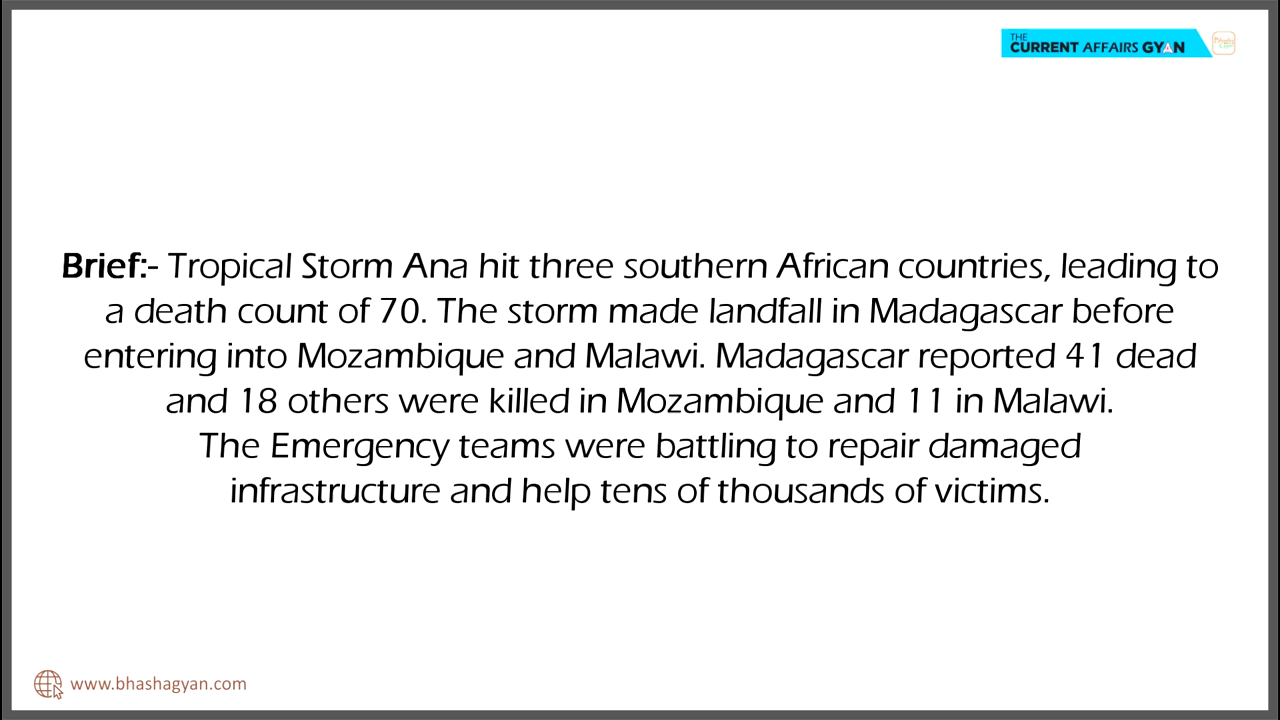 THE
CURRENT AFFAIRS GYAN
Brief:- Tropical Storm Ana hit three southern African countries, leading to
a death count of 70. The storm made landfall in Madagascar before
entering into Mozambique and Malawi. Madagascar reported 41 dead
and 18 others were killed in Mozambique and 11 in Malawi.
The Emergency teams were battling to repair damaged
infrastructure and help tens of thousands of victims.
www.bhashagyan.com